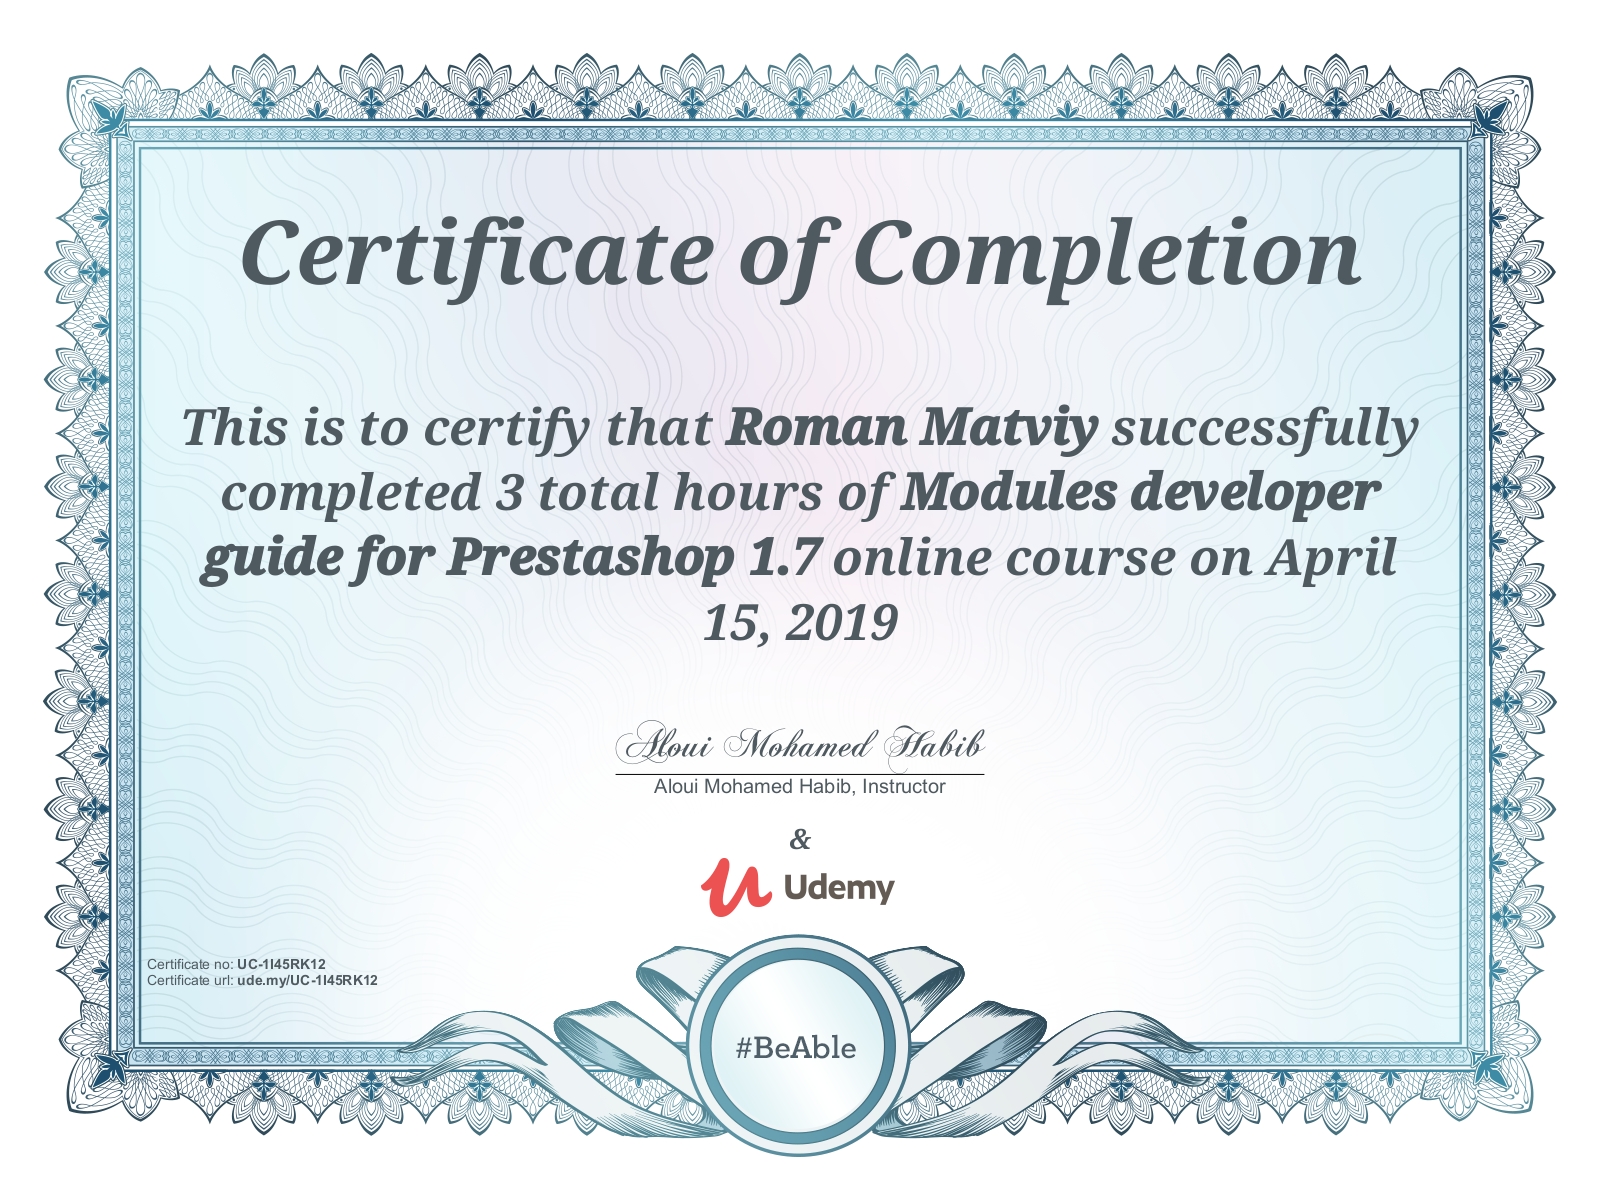 Certificate of Completion
This is to certify that Roman Matviy successfully
completed 3 total hours of Modules developer
guide for Prestashop 1.7 online course on April
15, 2019
Aloui Mohamed Habib
Aloui Mohamed Habib, Instructor
&
Udemy
Certificate no: UC-1I45RK12
Certificate url: ude.my/UC-1I45RK12
#BeAble